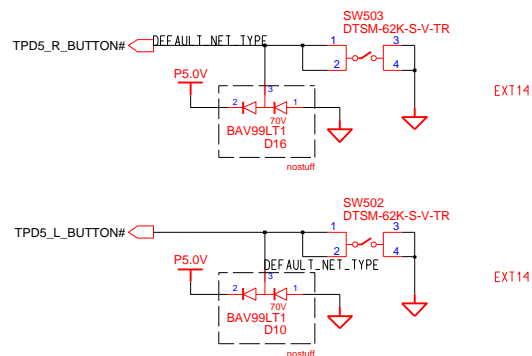 SW503
DTSM-62K-S-V-TR
TPD5_R_BUTTON#
DEFAULT_NET_TYPE
1
3
2
4
P5.0V
EXT14
3
2
1
70V
BAV99LT1
D16
nostuff
SW502
DTSM-62K-S-V-TR
TPD5_L_BUTTON#
1
3
2
4
P5.0V
DEFAULT_NET_TYPE
EXT14
3
2
1
70V
BAV99LT1
D10
nostuff